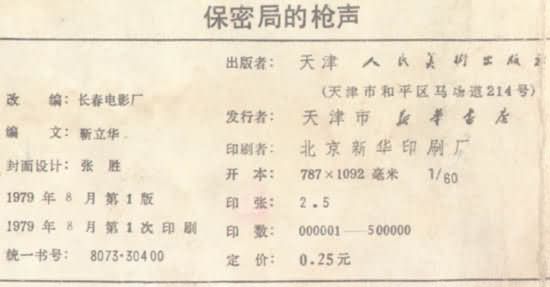 保密局的枪声
出版者：天津人民美術出版社
（天津市和平区马场道214号）
改 编：长春电影厂
发行者：天津市新华書店
编 文：靳立华
印刷者：北京新华印刷厂
封面设计：张 胜
开 本：787×1092 毫米 1/60
1979 年 8 月 第 1 版
印 张：2.5
1979 年 8 月 第 1 次 印 刷
印 数：000001—500000
统一书号：8073·30400
定 价：0.25元